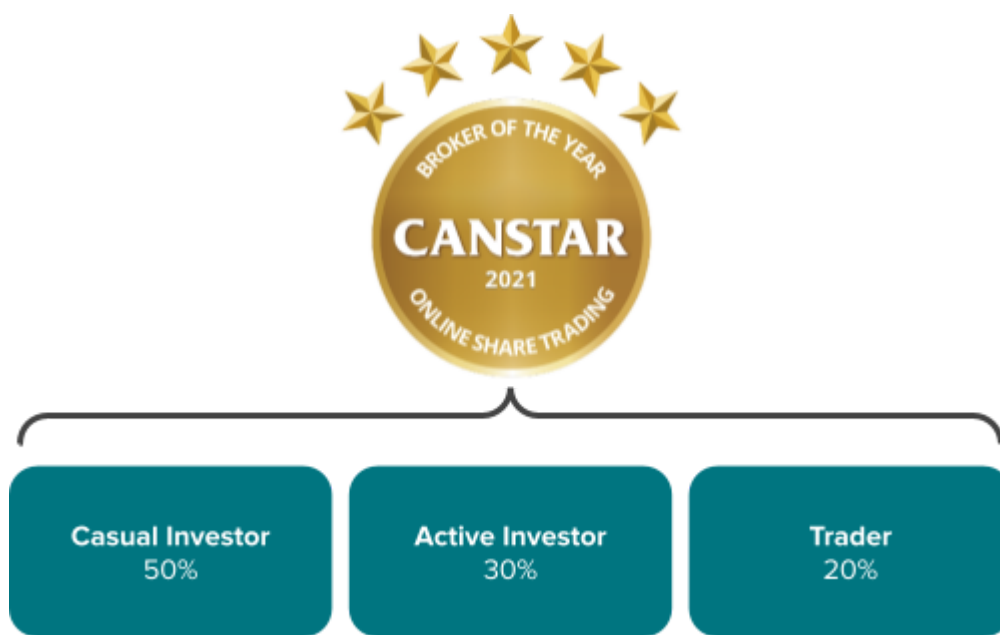 BROKER OF THE YEAR
CANSTAR
2021
ONLINE SHARE TRADING
Casual Investor
50%
Active Investor
30%
Trader
20%